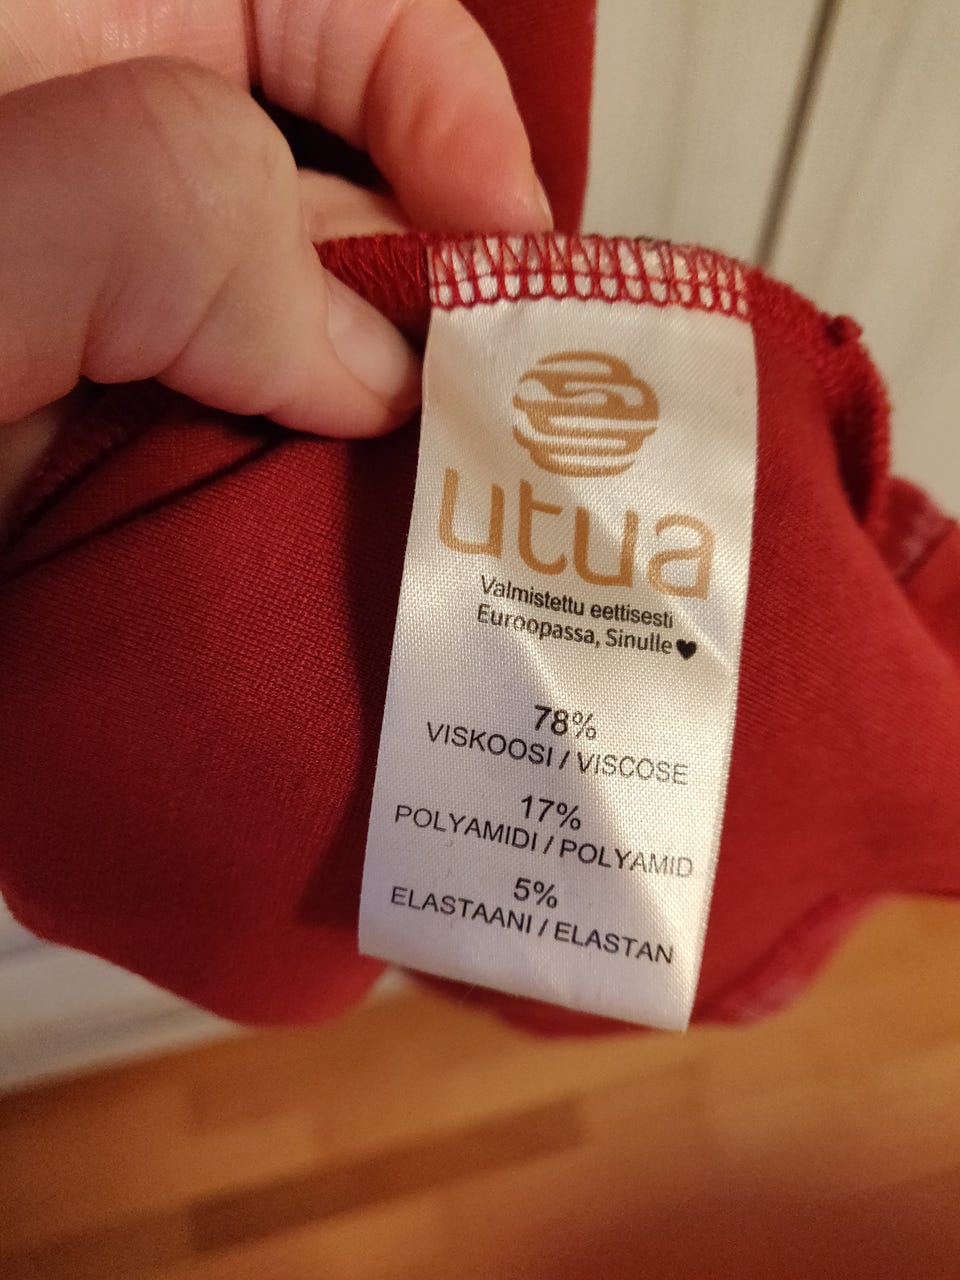 utua
Valmistettu eettisesti
Euroopassa, Sinulle♥
78%
VISKOOSI / VISCOSE
17%
POLYAMIDI / POLYAMID
5%
ELASTAANI / ELASTAN